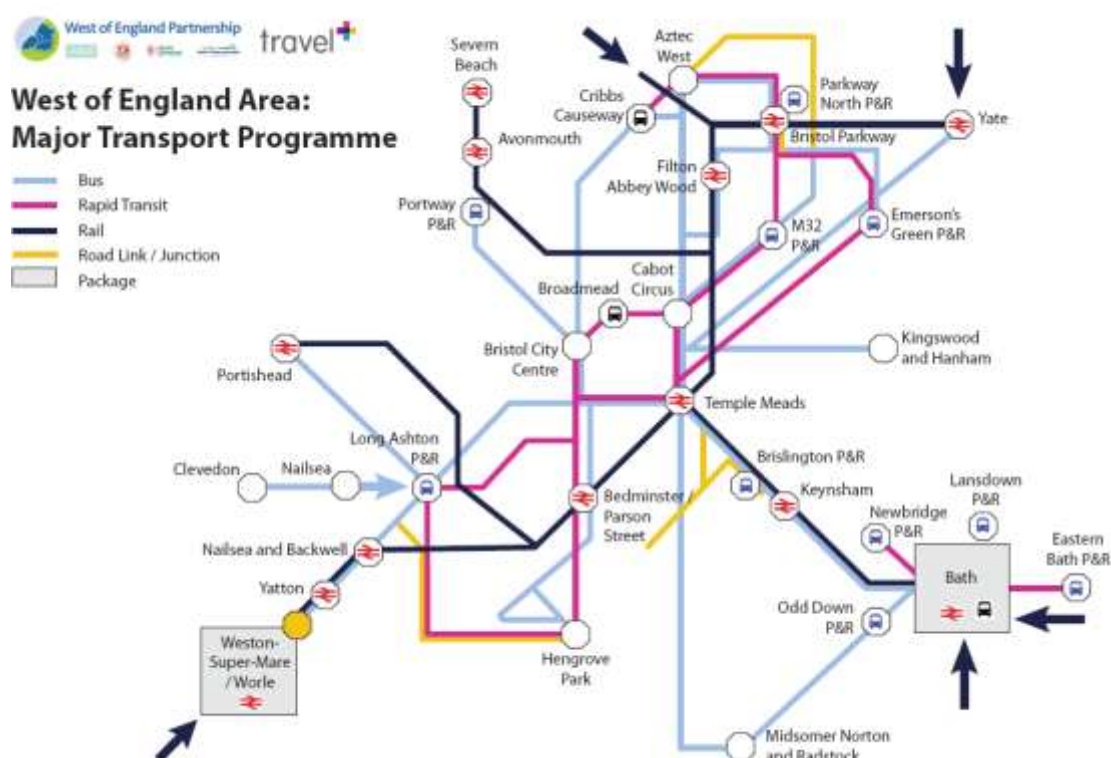 West of England Partnership
travel+
West of England Area:
Major Transport Programme
Bus
Rapid Transit
Rail
Road Link / Junction
Package
Severn
Beach
Avonmouth
Portway
P&R
Aztec
West
Cribbs
Causeway
Parkway
North P&R
Bristol Parkway
Yate
Filton
Abbey Wood
M32
P&R
Emerson's
Green P&R
Cabot
Circus
Broadmead
Bristol City
Centre
Kingswood
and Hanham
Portishead
Temple Meads
Long Ashton
P&R
Clevedon
Nailsea
Brislington P&R
Keynsham
Bedminster /
Parson
Street
Lansdown
P&R
Newbridge
P&R
Eastern
Bath P&R
Bath
Nailsea and Backwell
Yatton
Odd Down
P&R
Weston-
Super-Mare
/ Worle
Hengrove
Park
Midsomer Norton
and Radstock